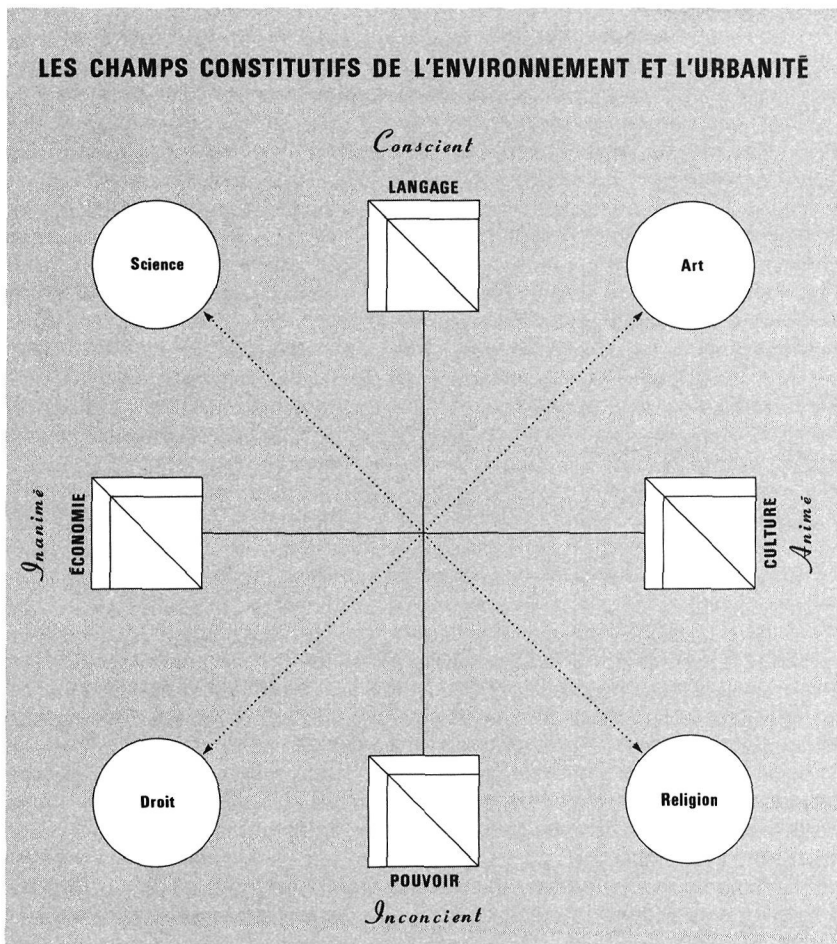 LES CHAMPS CONSTITUTIFS DE L'ENVIRONNEMENT ET L'URBANITÉ
Conscient
LANGAGE
Science
Art
Inanimé
ÉCONOMIE
CULTURE
Animé
Droit
Religion
POUVOIR
Inconcient